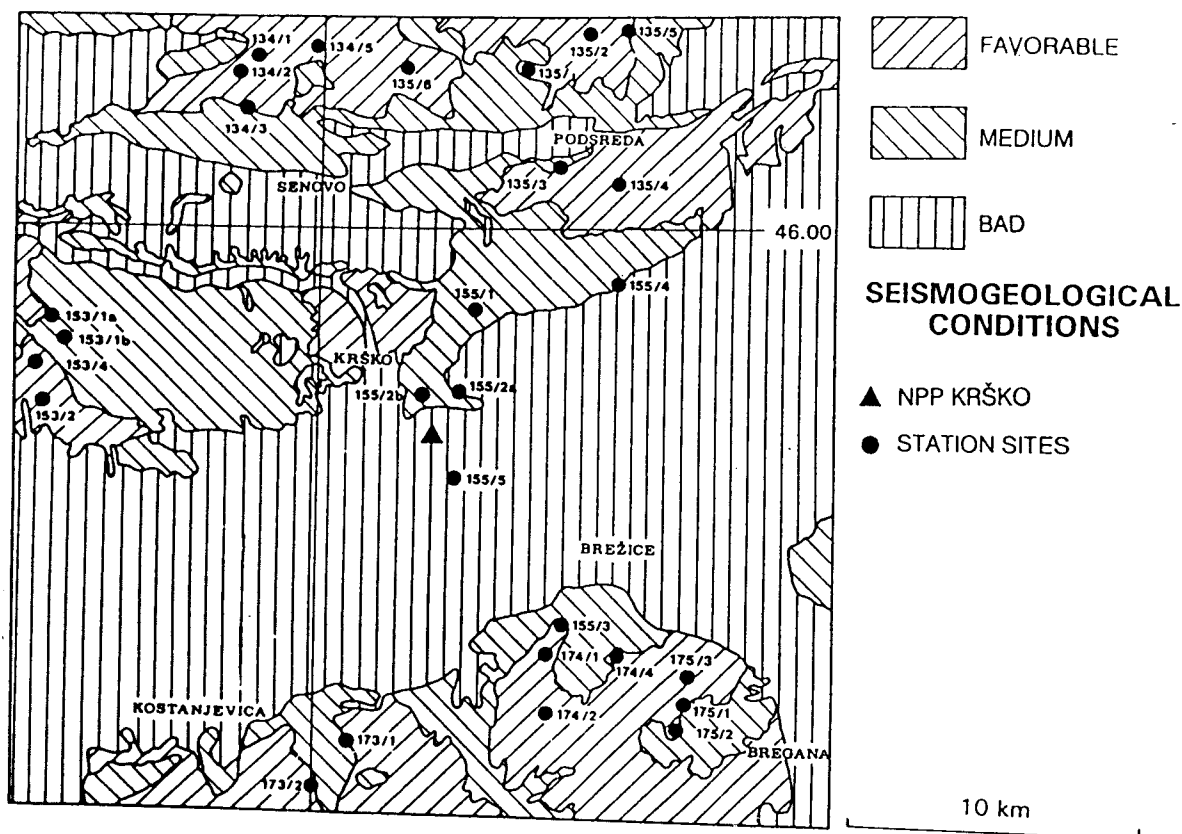 134/1
134/5
134/2
134/3
135/6
135/2
135/5
135/
PODSREDA
SENOVO
135/3
135/4
46.00
155/1
155/4
153/1a
153/1b
153/4
153/2
KRŠKO
155/2b
155/2a
155/5
BREŽICE
155/3
174/1
174/4
175/3
174/2
175/1
175/2
KOSTANJEVICA
173/1
173/2
BREGANA
FAVORABLE
MEDIUM
BAD
SEISMOGEOLOGICAL
CONDITIONS
NPP KRŠKO
STATION SITES
10 km